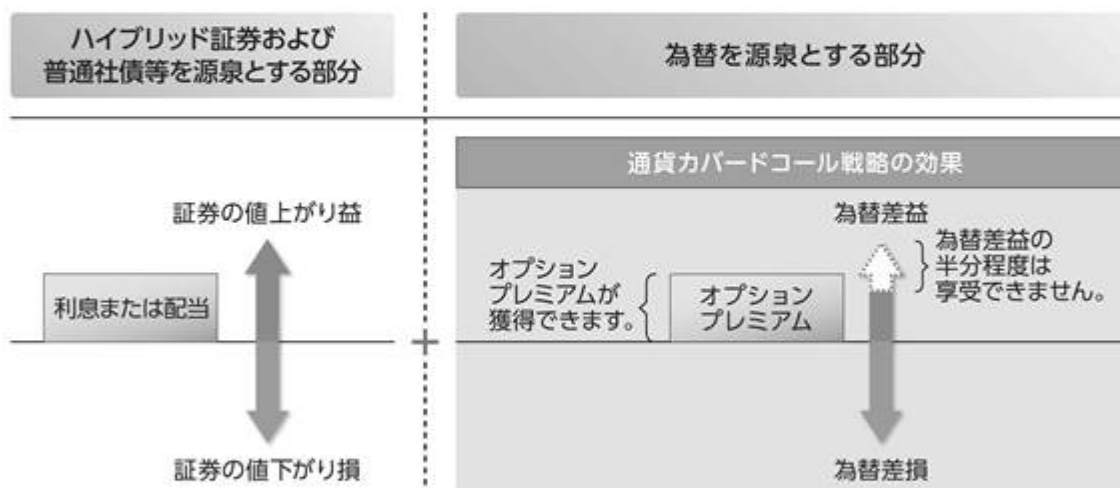 ハイブリッド証券および
普通社債等を源泉とする部分
為替を源泉とする部分
通貨カバードコール戦略の効果
証券の値上がり益
利息または配当
証券の値下がり損
為替差益
為替差益の
半分程度は
享受できません。
オプション
プレミアムが
獲得できます。
オプション
プレミアム
為替差損